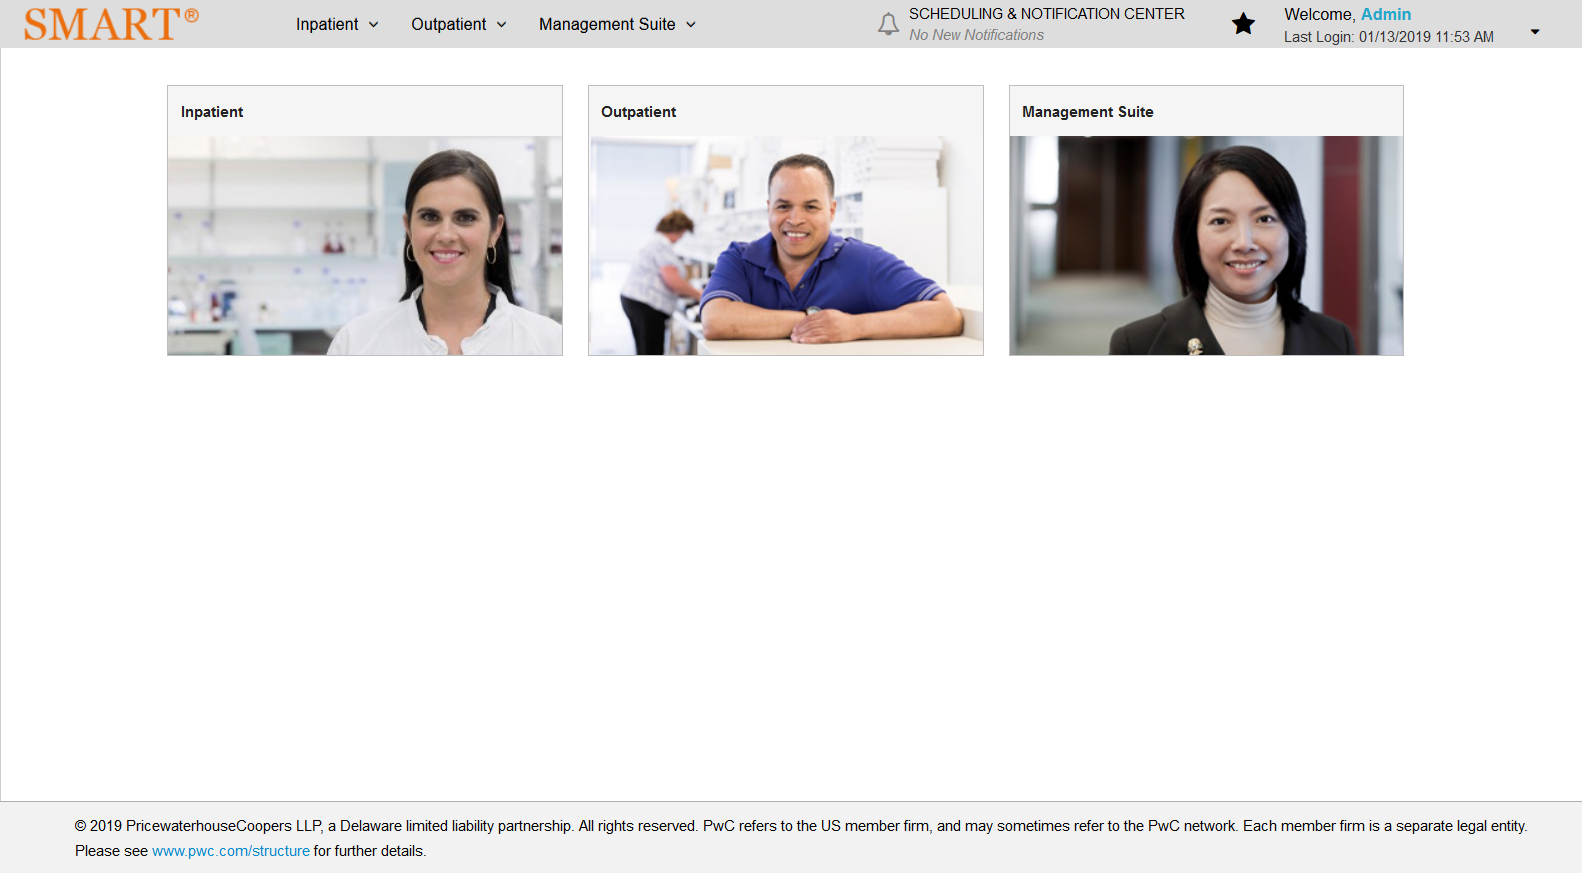 SMART®
Inpatient
Outpatient
Management Suite
SCHEDULING & NOTIFICATION CENTER
No New Notifications
Welcome, Admin
Last Login: 01/13/2019 11:53 AM
Inpatient
Outpatient
Management Suite
© 2019 PricewaterhouseCoopers LLP, a Delaware limited liability partnership. All rights reserved. PwC refers to the US member firm, and may sometimes refer to the PwC network. Each member firm is a separate legal entity.
Please see www.pwc.com/structure for further details.